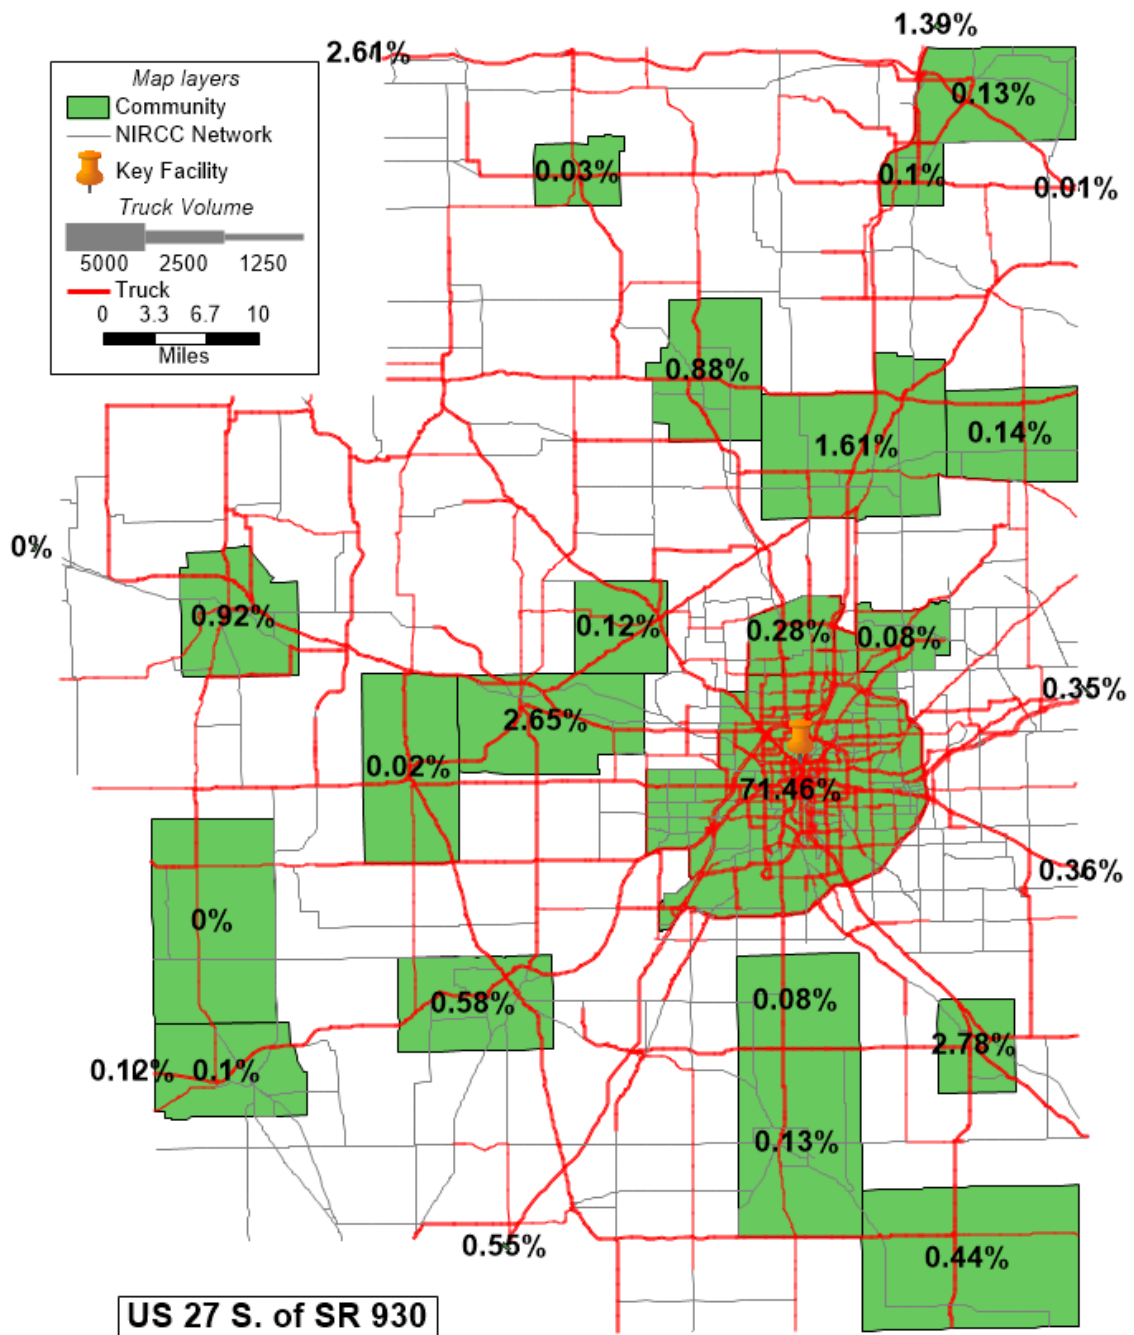 1.39%
2.61%
Map layers
Community
NIRCC Network
Key Facility
Truck Volume
5000 2500 1250
Truck
0 3.3 6.7 10
Miles
0.13%
0.03%
0.1%
0.01%
0.88%
1.61%
0.14%
0%
0.92%
0.12%
0.28%
0.08%
0.35%
2.65%
0.02%
71.46%
0.36%
0%
0.58%
0.08%
2.78%
0.12%
0.1%
0.13%
0.55%
0.44%
US 27 S. of SR 930